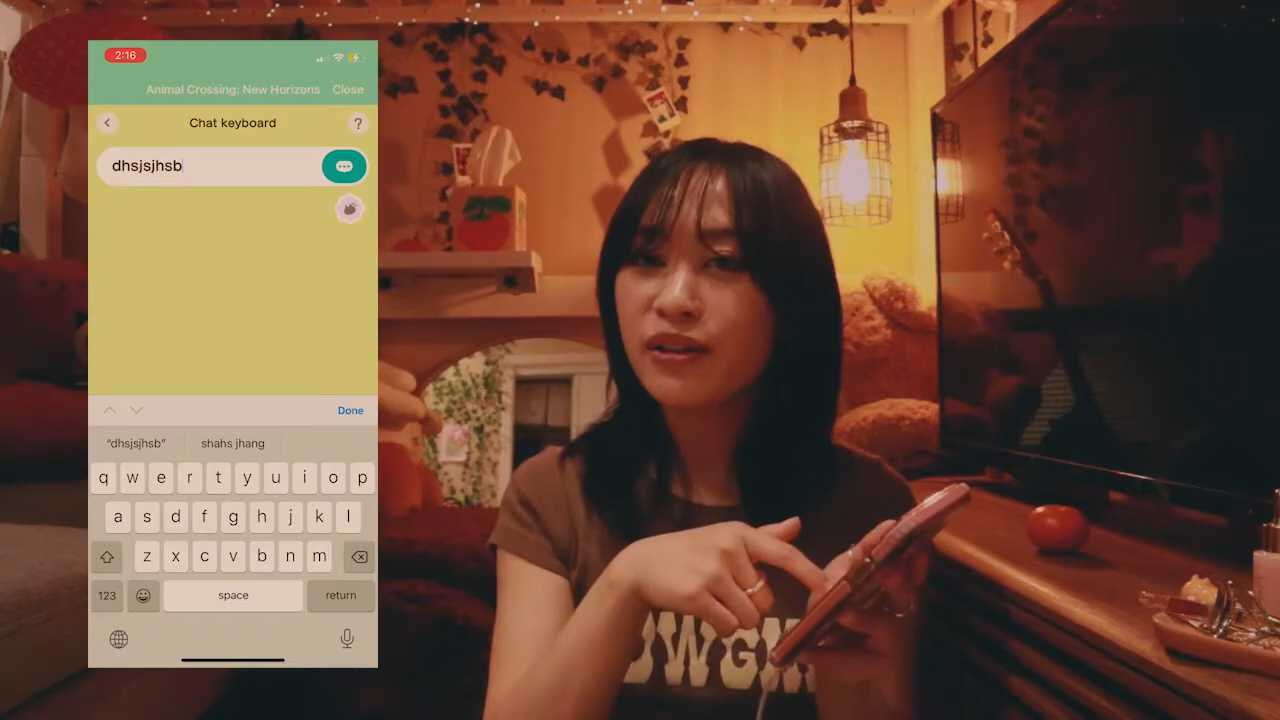 2:16
Animal Crossing: New Horizons Close
Chat keyboard ?
dhsjsjhsb
Done
“dhsjsjhsb” shahs jhang
q w e r t y u i o p
a s d f g h j k l
z x c v b n m
123 space return